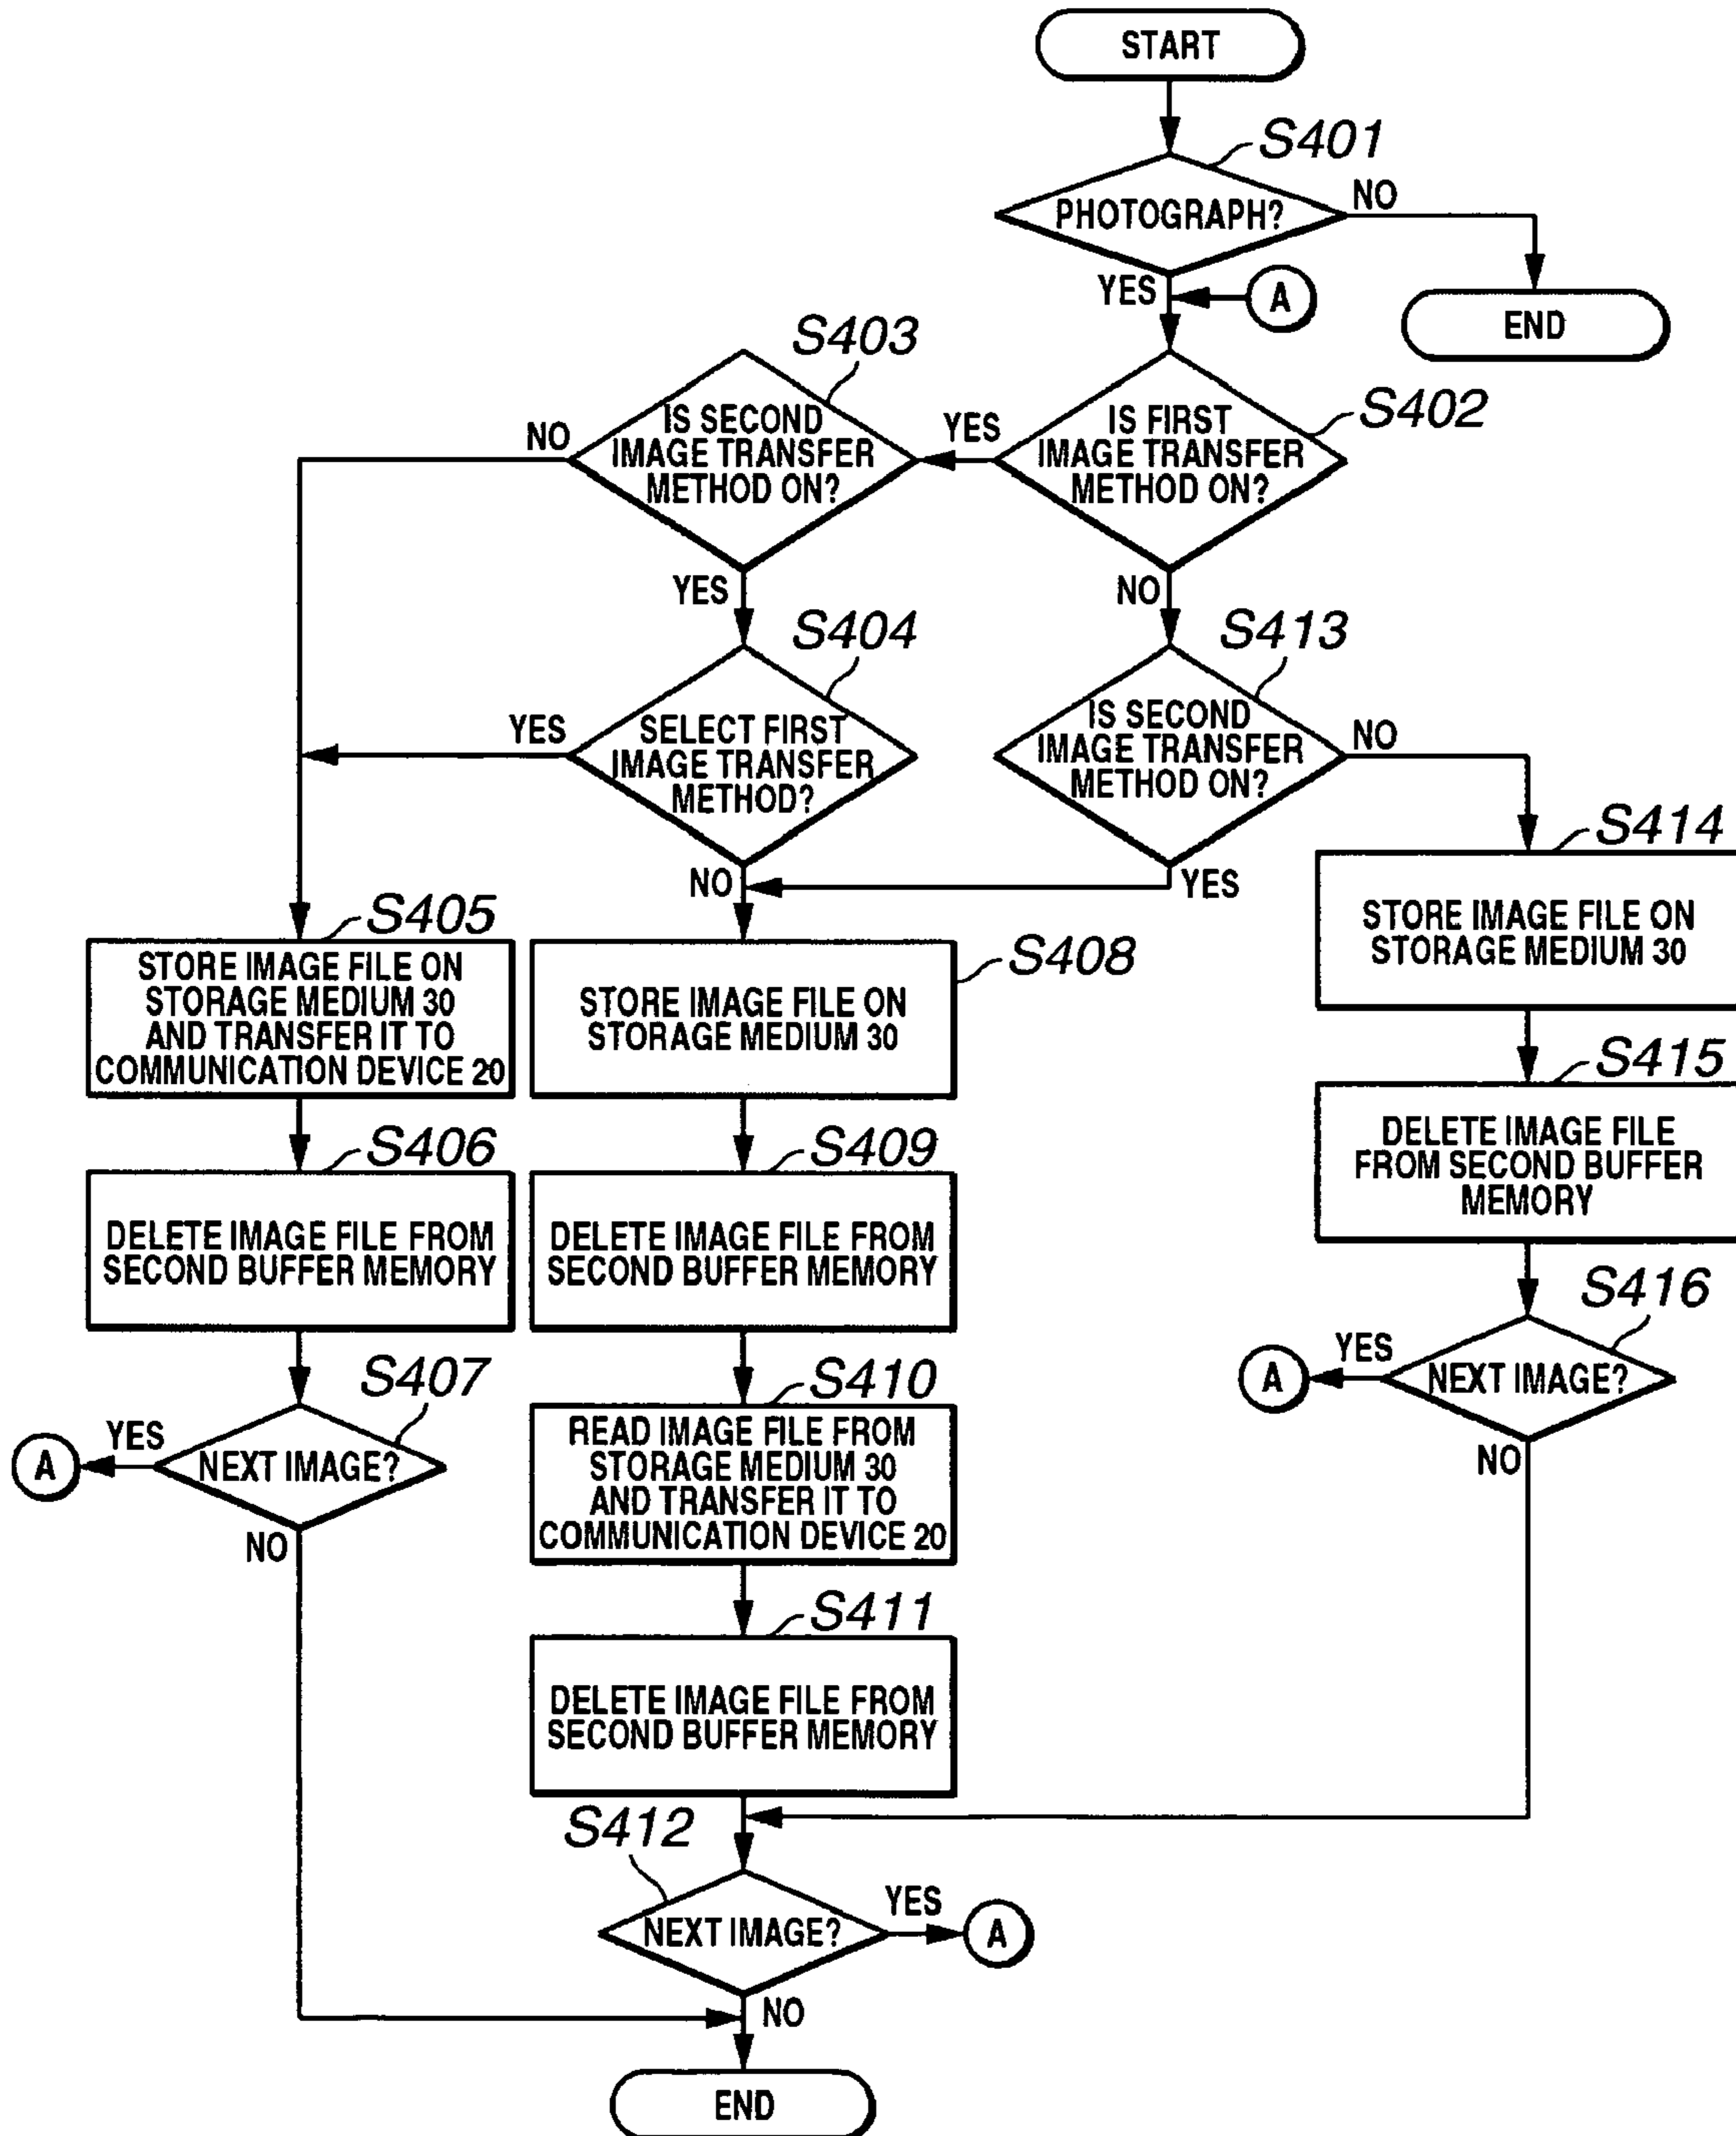 START
S401
PHOTOGRAPH?
NO
YES
A
END
S403
IS SECOND
IMAGE TRANSFER
METHOD ON?
NO
YES
YES
IS FIRST
IMAGE TRANSFER
METHOD ON?
S402
NO
S404
SELECT FIRST
IMAGE TRANSFER
METHOD?
YES
NO
S413
IS SECOND
IMAGE TRANSFER
METHOD ON?
NO
YES
S405
STORE IMAGE FILE ON
STORAGE MEDIUM 30
AND TRANSFER IT TO
COMMUNICATION DEVICE 20
S408
STORE IMAGE FILE ON
STORAGE MEDIUM 30
S414
STORE IMAGE FILE ON
STORAGE MEDIUM 30
S406
DELETE IMAGE FILE FROM
SECOND BUFFER MEMORY
S409
DELETE IMAGE FILE FROM
SECOND BUFFER MEMORY
S415
DELETE IMAGE FILE
FROM SECOND BUFFER
MEMORY
S407
NEXT IMAGE?
YES
A
NO
S410
READ IMAGE FILE FROM
STORAGE MEDIUM 30
AND TRANSFER IT TO
COMMUNICATION DEVICE 20
S416
NEXT IMAGE?
YES
A
NO
S411
DELETE IMAGE FILE FROM
SECOND BUFFER MEMORY
S412
NEXT IMAGE?
YES
A
NO
END